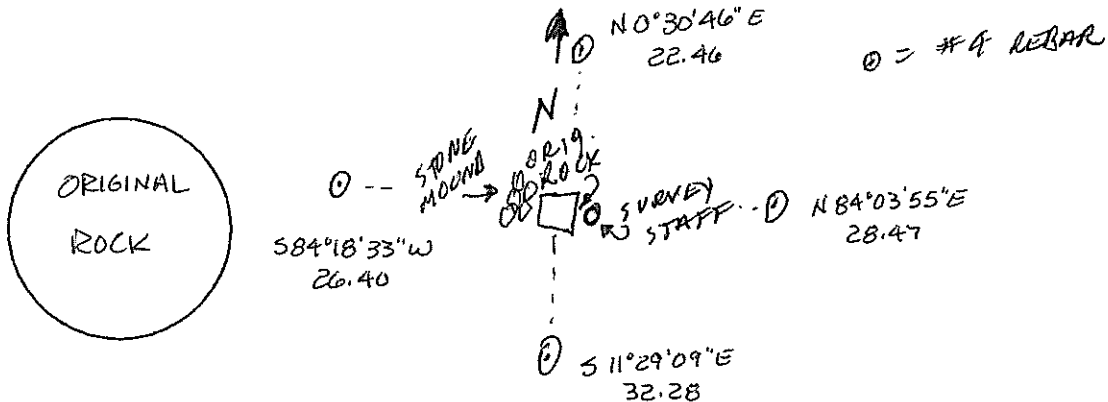 N 0°30'46" E
22.46
= #4 REBAR
N
ORIGINAL
ROCK
STONE
MOUND
ORIG.
ROCK
SURVEY
STAFF
S 84°18'33" W
26.40
N 84°03'55" E
28.47
S 11°29'09" E
32.28